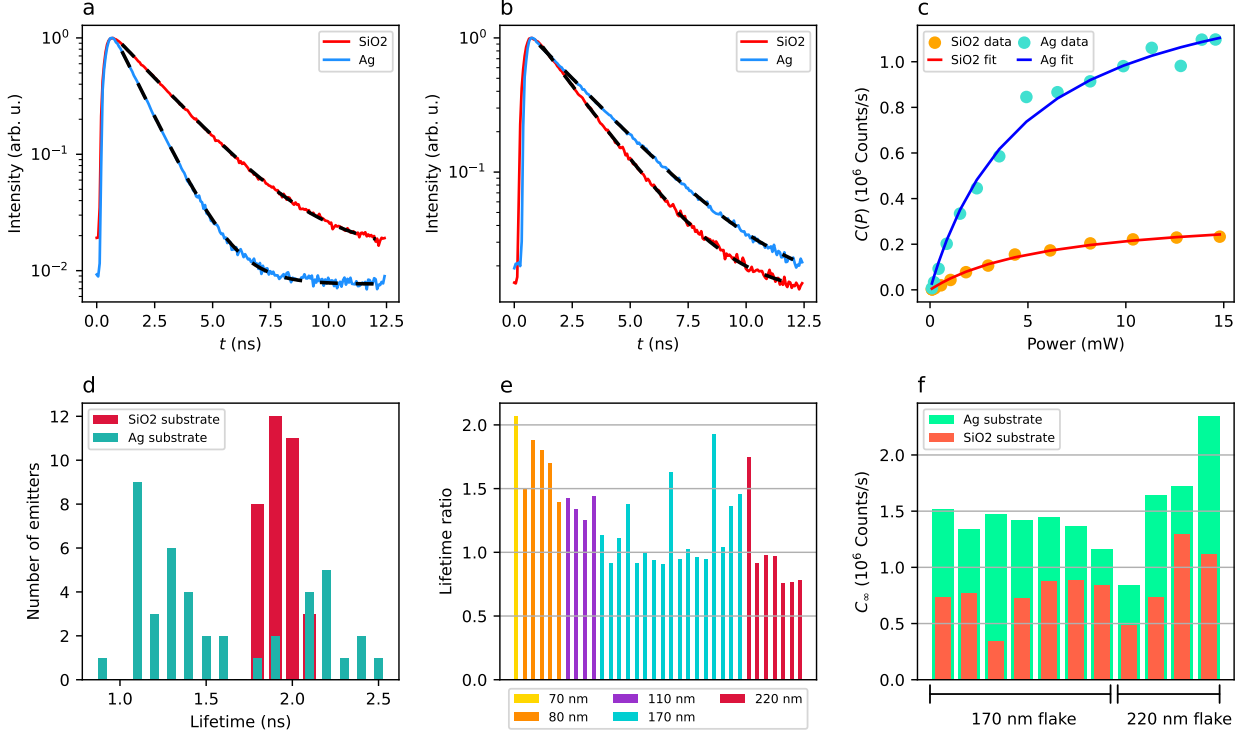 a
SiO2
Ag
10⁰
10⁻¹
10⁻²
Intensity (arb. u.)
0.0 2.5 5.0 7.5 10.0 12.5
t (ns)
b
SiO2
Ag
10⁰
10⁻¹
Intensity (arb. u.)
0.0 2.5 5.0 7.5 10.0 12.5
t (ns)
c
SiO2 data Ag data
SiO2 fit Ag fit
1.0
0.8
0.6
0.4
0.2
0.0
C(P) (10⁶ Counts/s)
0 5 10 15
Power (mW)
d
SiO2 substrate
Ag substrate
12
10
8
6
4
2
0
Number of emitters
1.0 1.5 2.0 2.5
Lifetime (ns)
e
2.0
1.5
1.0
0.5
0.0
Lifetime ratio
70 nm 110 nm 220 nm
80 nm 170 nm
f
Ag substrate
SiO2 substrate
2.0
1.5
1.0
0.5
0.0
C∞ (10⁶ Counts/s)
170 nm flake 220 nm flake